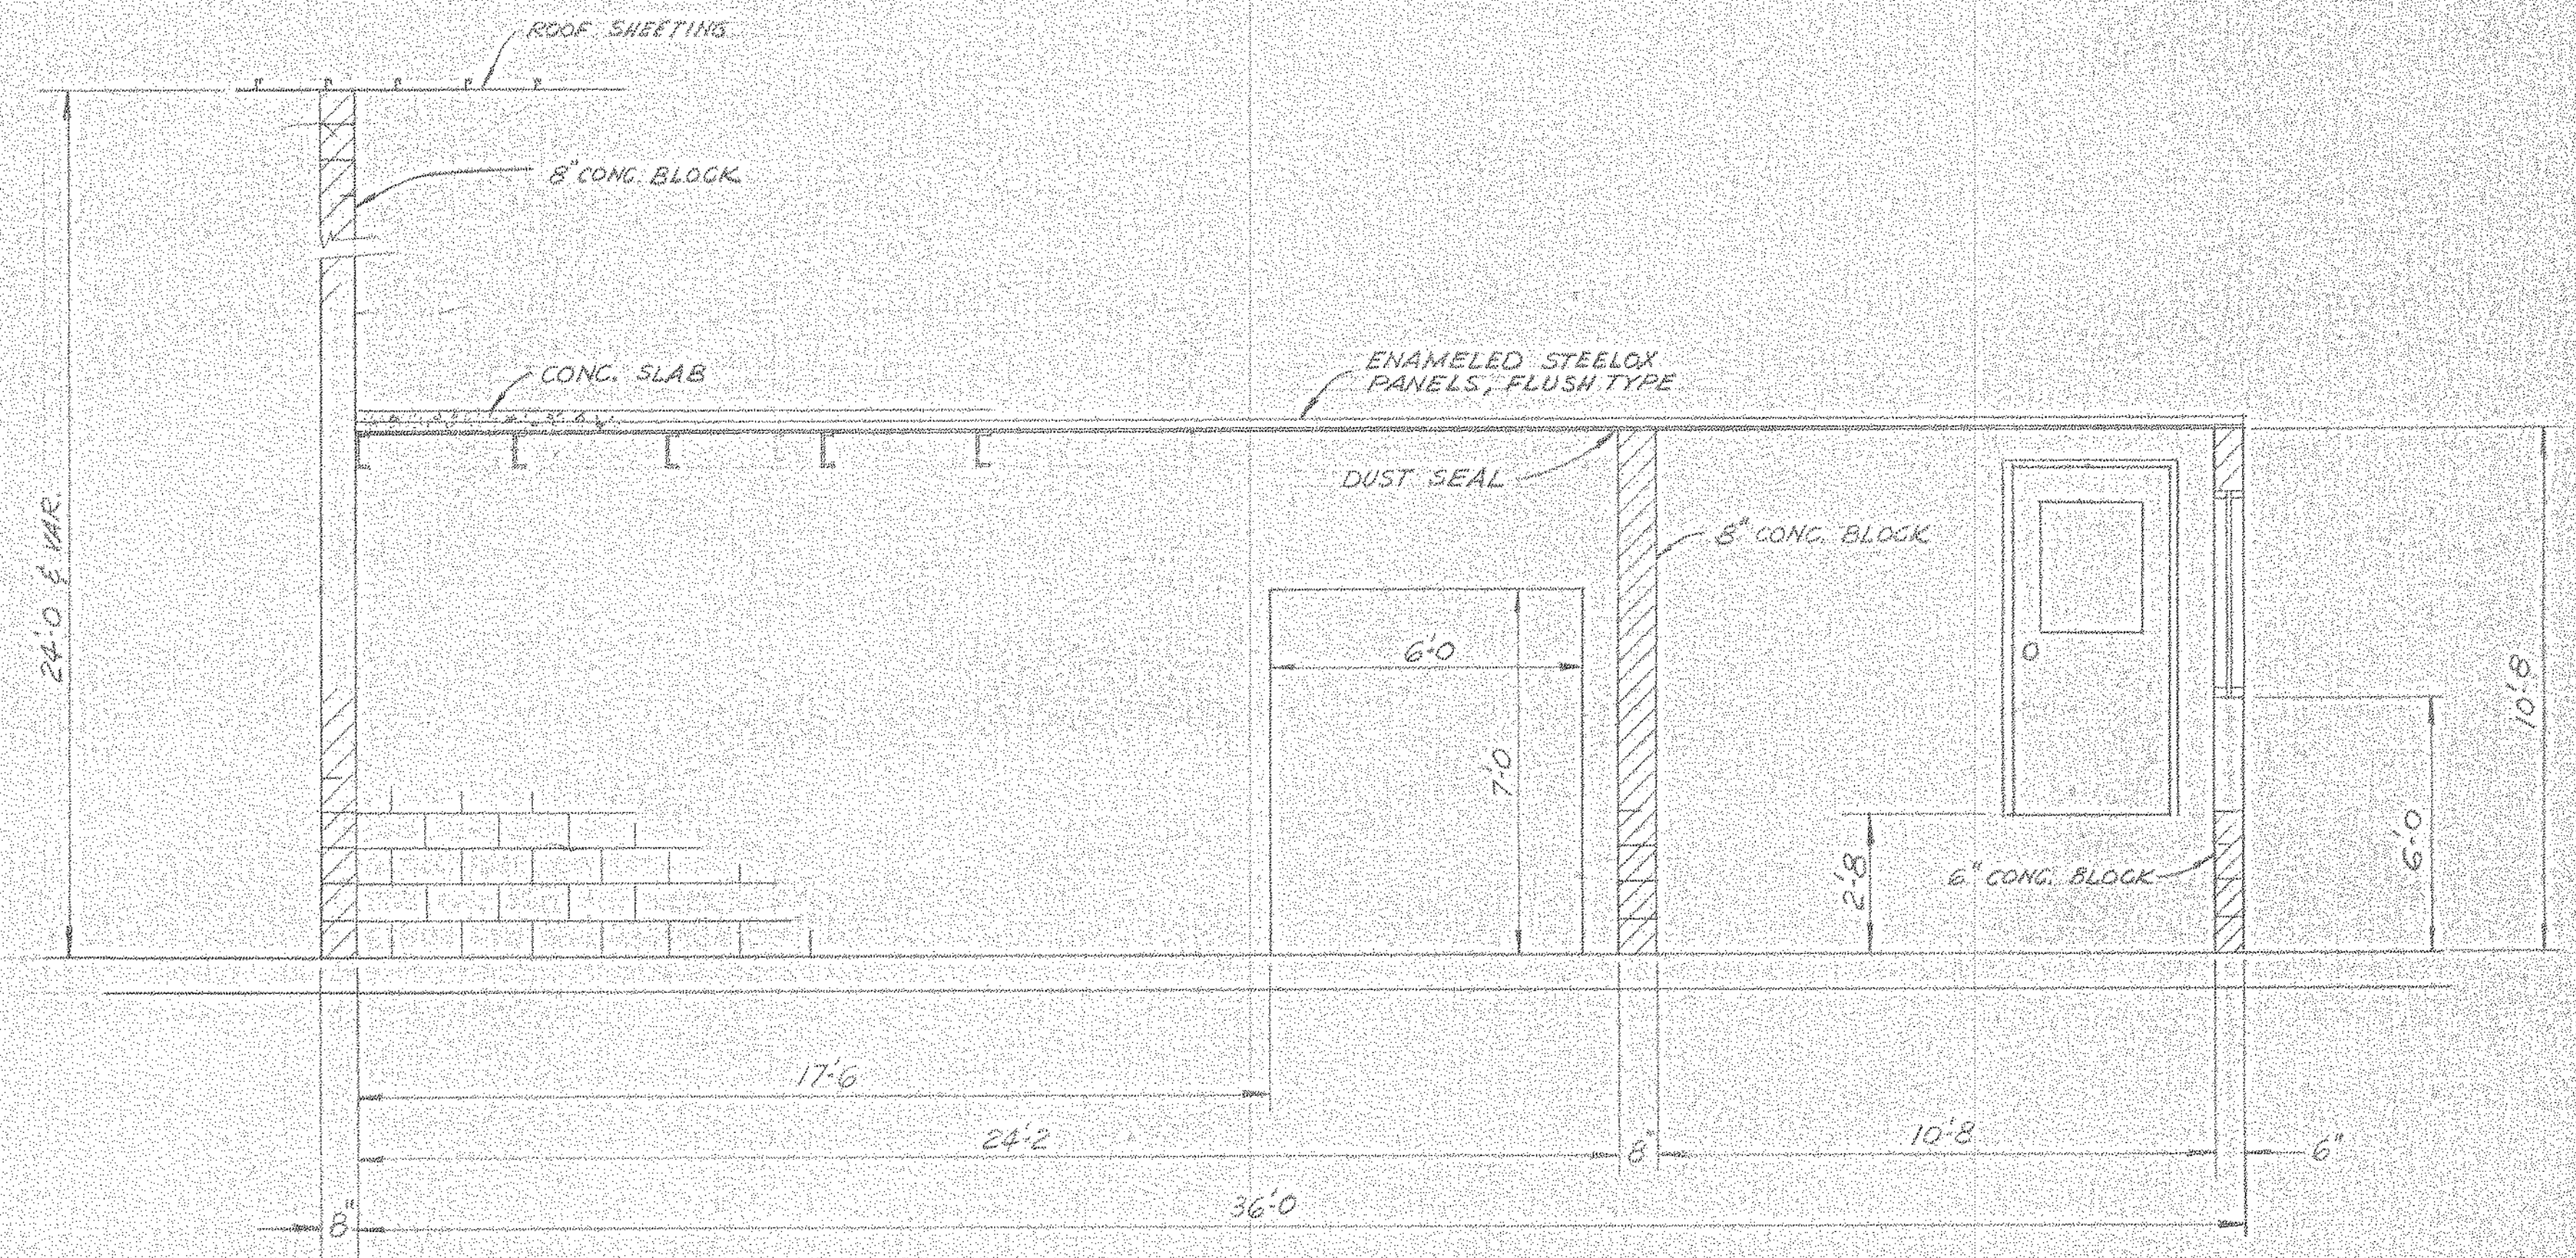 ROOF SHEETING
8" CONC. BLOCK
CONC. SLAB
ENAMELED STEELOX
PANELS, FLUSH TYPE
DUST SEAL
8" CONC. BLOCK
24'-0 & VAR.
6'-0
7'-0
2'-8
6" CONC. BLOCK
6'-0
10'-8
17'-6
24'-2
8"
10'-8
6"
8"
36'-0